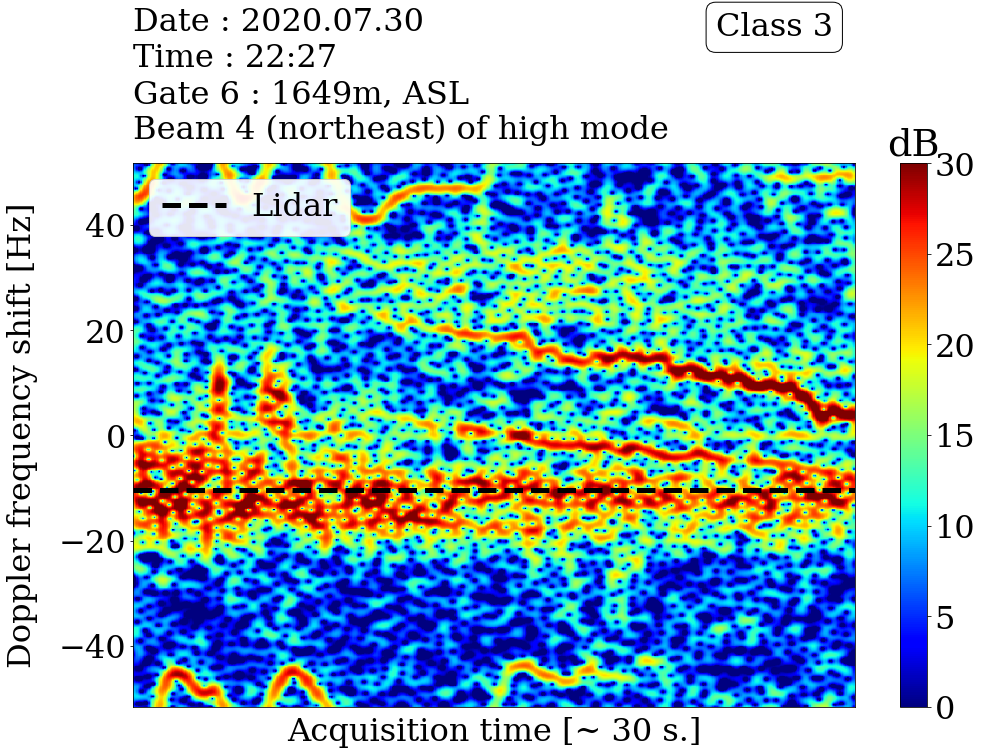 Date : 2020.07.30
Time : 22:27
Gate 6 : 1649m, ASL
Beam 4 (northeast) of high mode
Class 3
dB
Lidar
Doppler frequency shift [Hz]
40
20
0
−20
−40
30
25
20
15
10
5
0
Acquisition time [~ 30 s.]